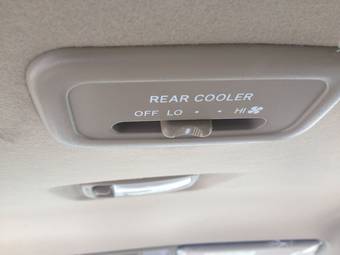 REAR COOLER
OFF LO • • HI